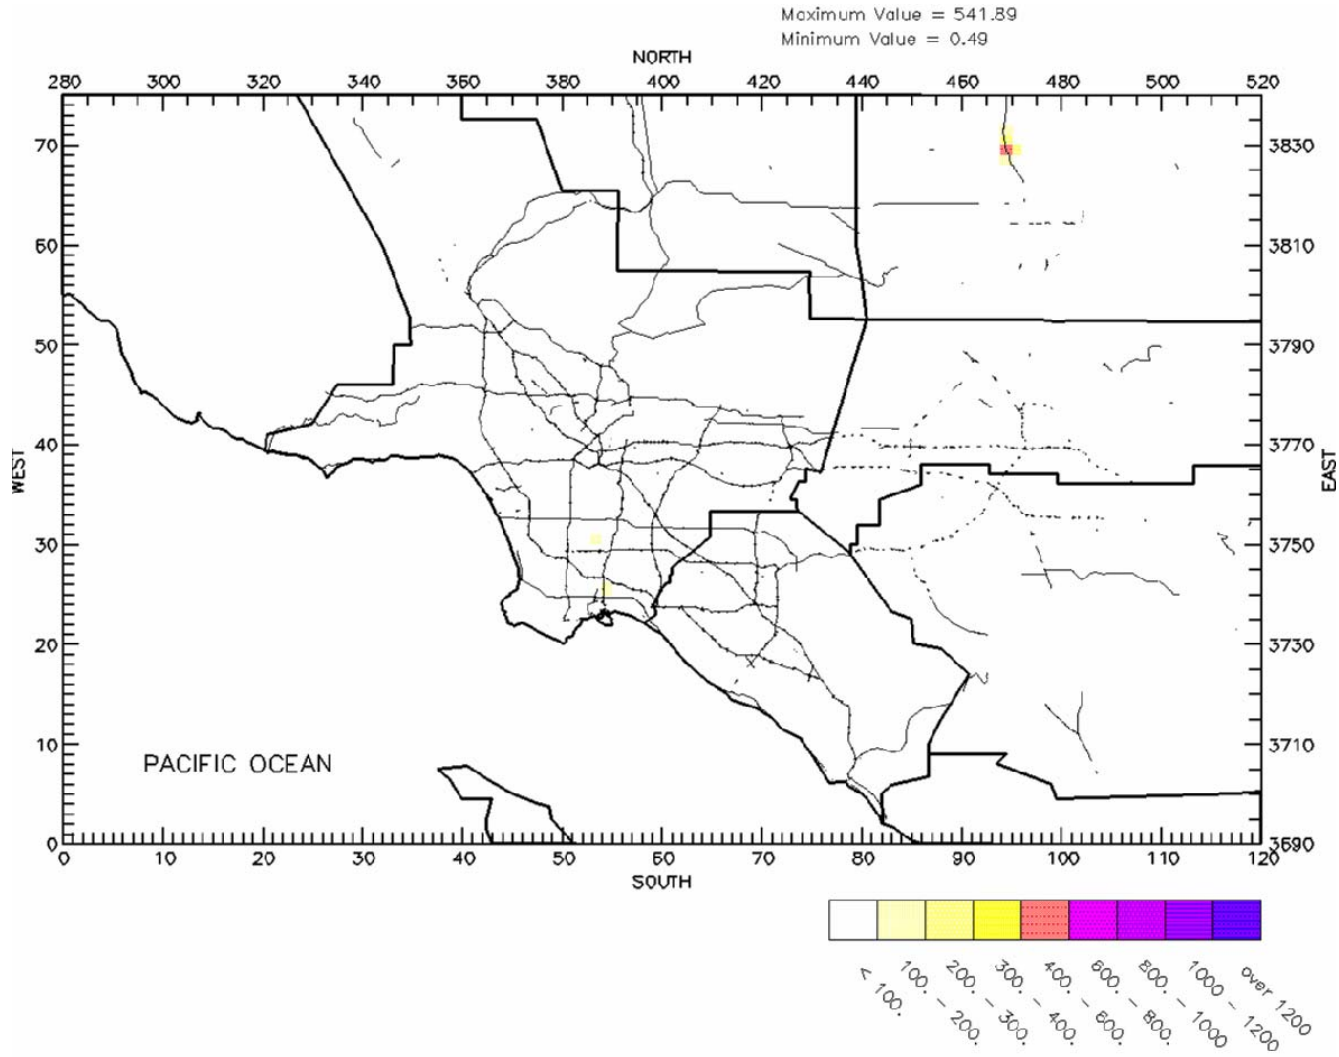 Maximum Value = 541.89
Minimum Value = 0.49
NORTH
280 300 320 340 360 380 400 420 440 460 480 500 520
70 3830
60 3810
50 3790
40 3770
WEST EAST
30 3750
20 3730
10 3710
PACIFIC OCEAN
0 3690
0 10 20 30 40 50 60 70 80 90 100 110 120
SOUTH
< 100.
100. – 200.
200. – 300.
300. – 400.
400. – 600.
600. – 800.
800. – 1000
1000 – 1200
over 1200